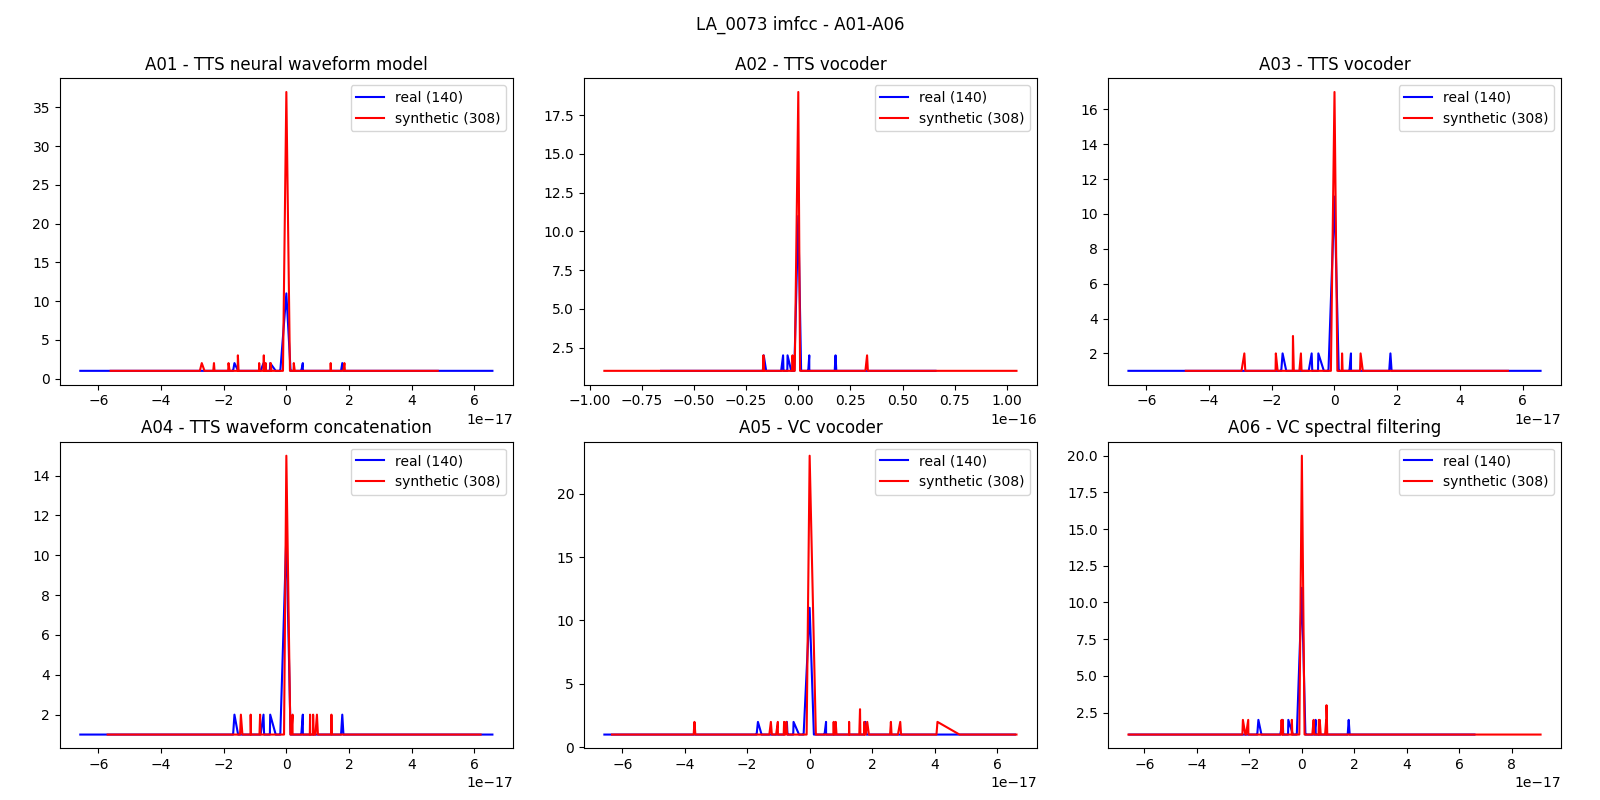 LA_0073 imfcc - A01-A06
A01 - TTS neural waveform model
35
30
25
20
15
10
5
0
real (140)
synthetic (308)
−6 −4 −2 0 2 4 6
1e−17
A02 - TTS vocoder
17.5
15.0
12.5
10.0
7.5
5.0
2.5
real (140)
synthetic (308)
−1.00 −0.75 −0.50 −0.25 0.00 0.25 0.50 0.75 1.00
1e−16
A03 - TTS vocoder
16
14
12
10
8
6
4
2
real (140)
synthetic (308)
−6 −4 −2 0 2 4 6
1e−17
A04 - TTS waveform concatenation
14
12
10
8
6
4
2
real (140)
synthetic (308)
−6 −4 −2 0 2 4 6
1e−17
A05 - VC vocoder
20
15
10
5
0
real (140)
synthetic (308)
−6 −4 −2 0 2 4 6
1e−17
A06 - VC spectral filtering
20.0
17.5
15.0
12.5
10.0
7.5
5.0
2.5
real (140)
synthetic (308)
−6 −4 −2 0 2 4 6 8
1e−17